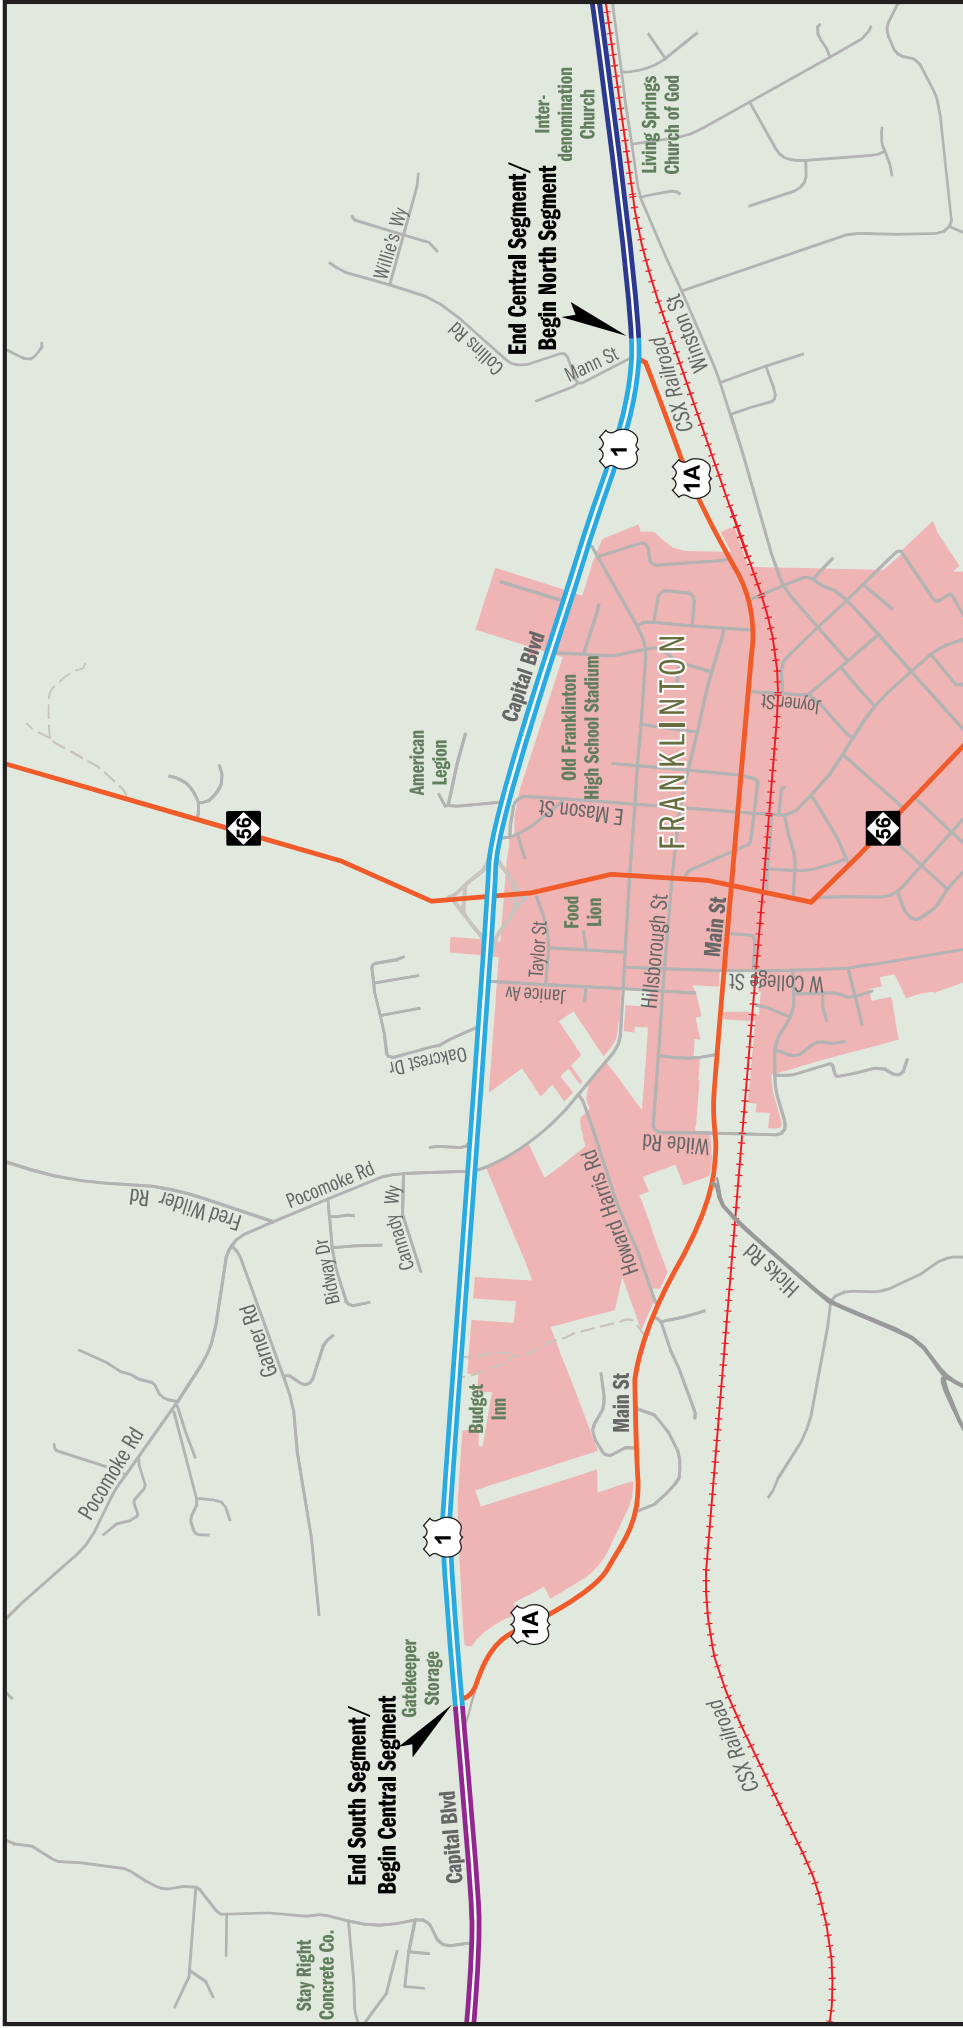 Stay Right
Concrete Co.
End South Segment/
Begin Central Segment
Capital Blvd
Gatekeeper
Storage
CSX Railroad
1A
1
Pocomoke Rd
Garner Rd
Bidway Dr
Cannady Wy
Pocomoke Rd
Fred Wilder Rd
Budget
Inn
Main St
Howard Harris Rd
Hicks Rd
Wilde Rd
Oakcrest Dr
Janice Av
Taylor St
Food
Lion
Hillsborough St
Main St
W College St
56
56
American
Legion
E Mason St
Old Franklinton
High School Stadium
FRANKLINTON
Capital Blvd
Joyner St
1
1A
CSX Railroad
Winston St
Mann St
Collins Rd
Willie's Wy
End Central Segment/
Begin North Segment
Inter-
denomination
Church
Living Springs
Church of God